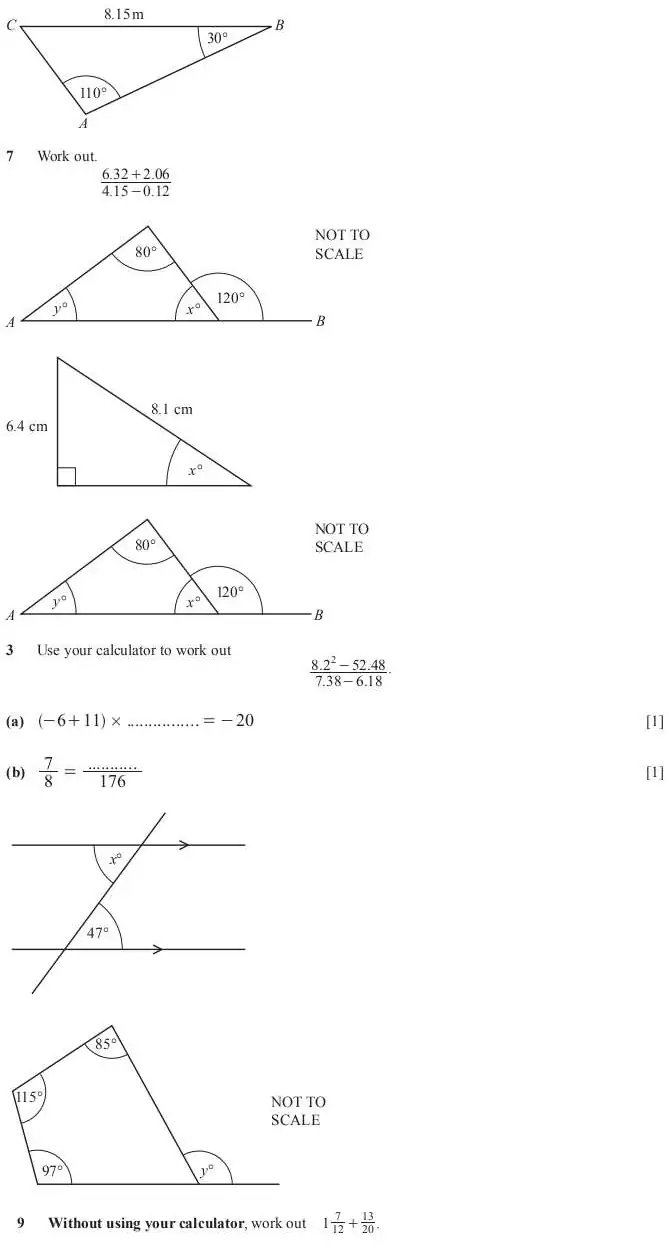 8.15 m
C B
30°
110°
A
7 Work out.
6.32 + 2.06
4.15 − 0.12
NOT TO
SCALE
80°
120°
y° x°
A B
8.1 cm
6.4 cm
x°
NOT TO
SCALE
80°
120°
y° x°
A B
3 Use your calculator to work out
8.2² − 52.48
7.38 − 6.18 .
(a) (−6 + 11) × ................ = −20 [1]
(b) 7/8 = .........../176 [1]
x°
47°
85°
115°
NOT TO
SCALE
97° y°
9 Without using your calculator, work out 1 7/12 + 13/20.